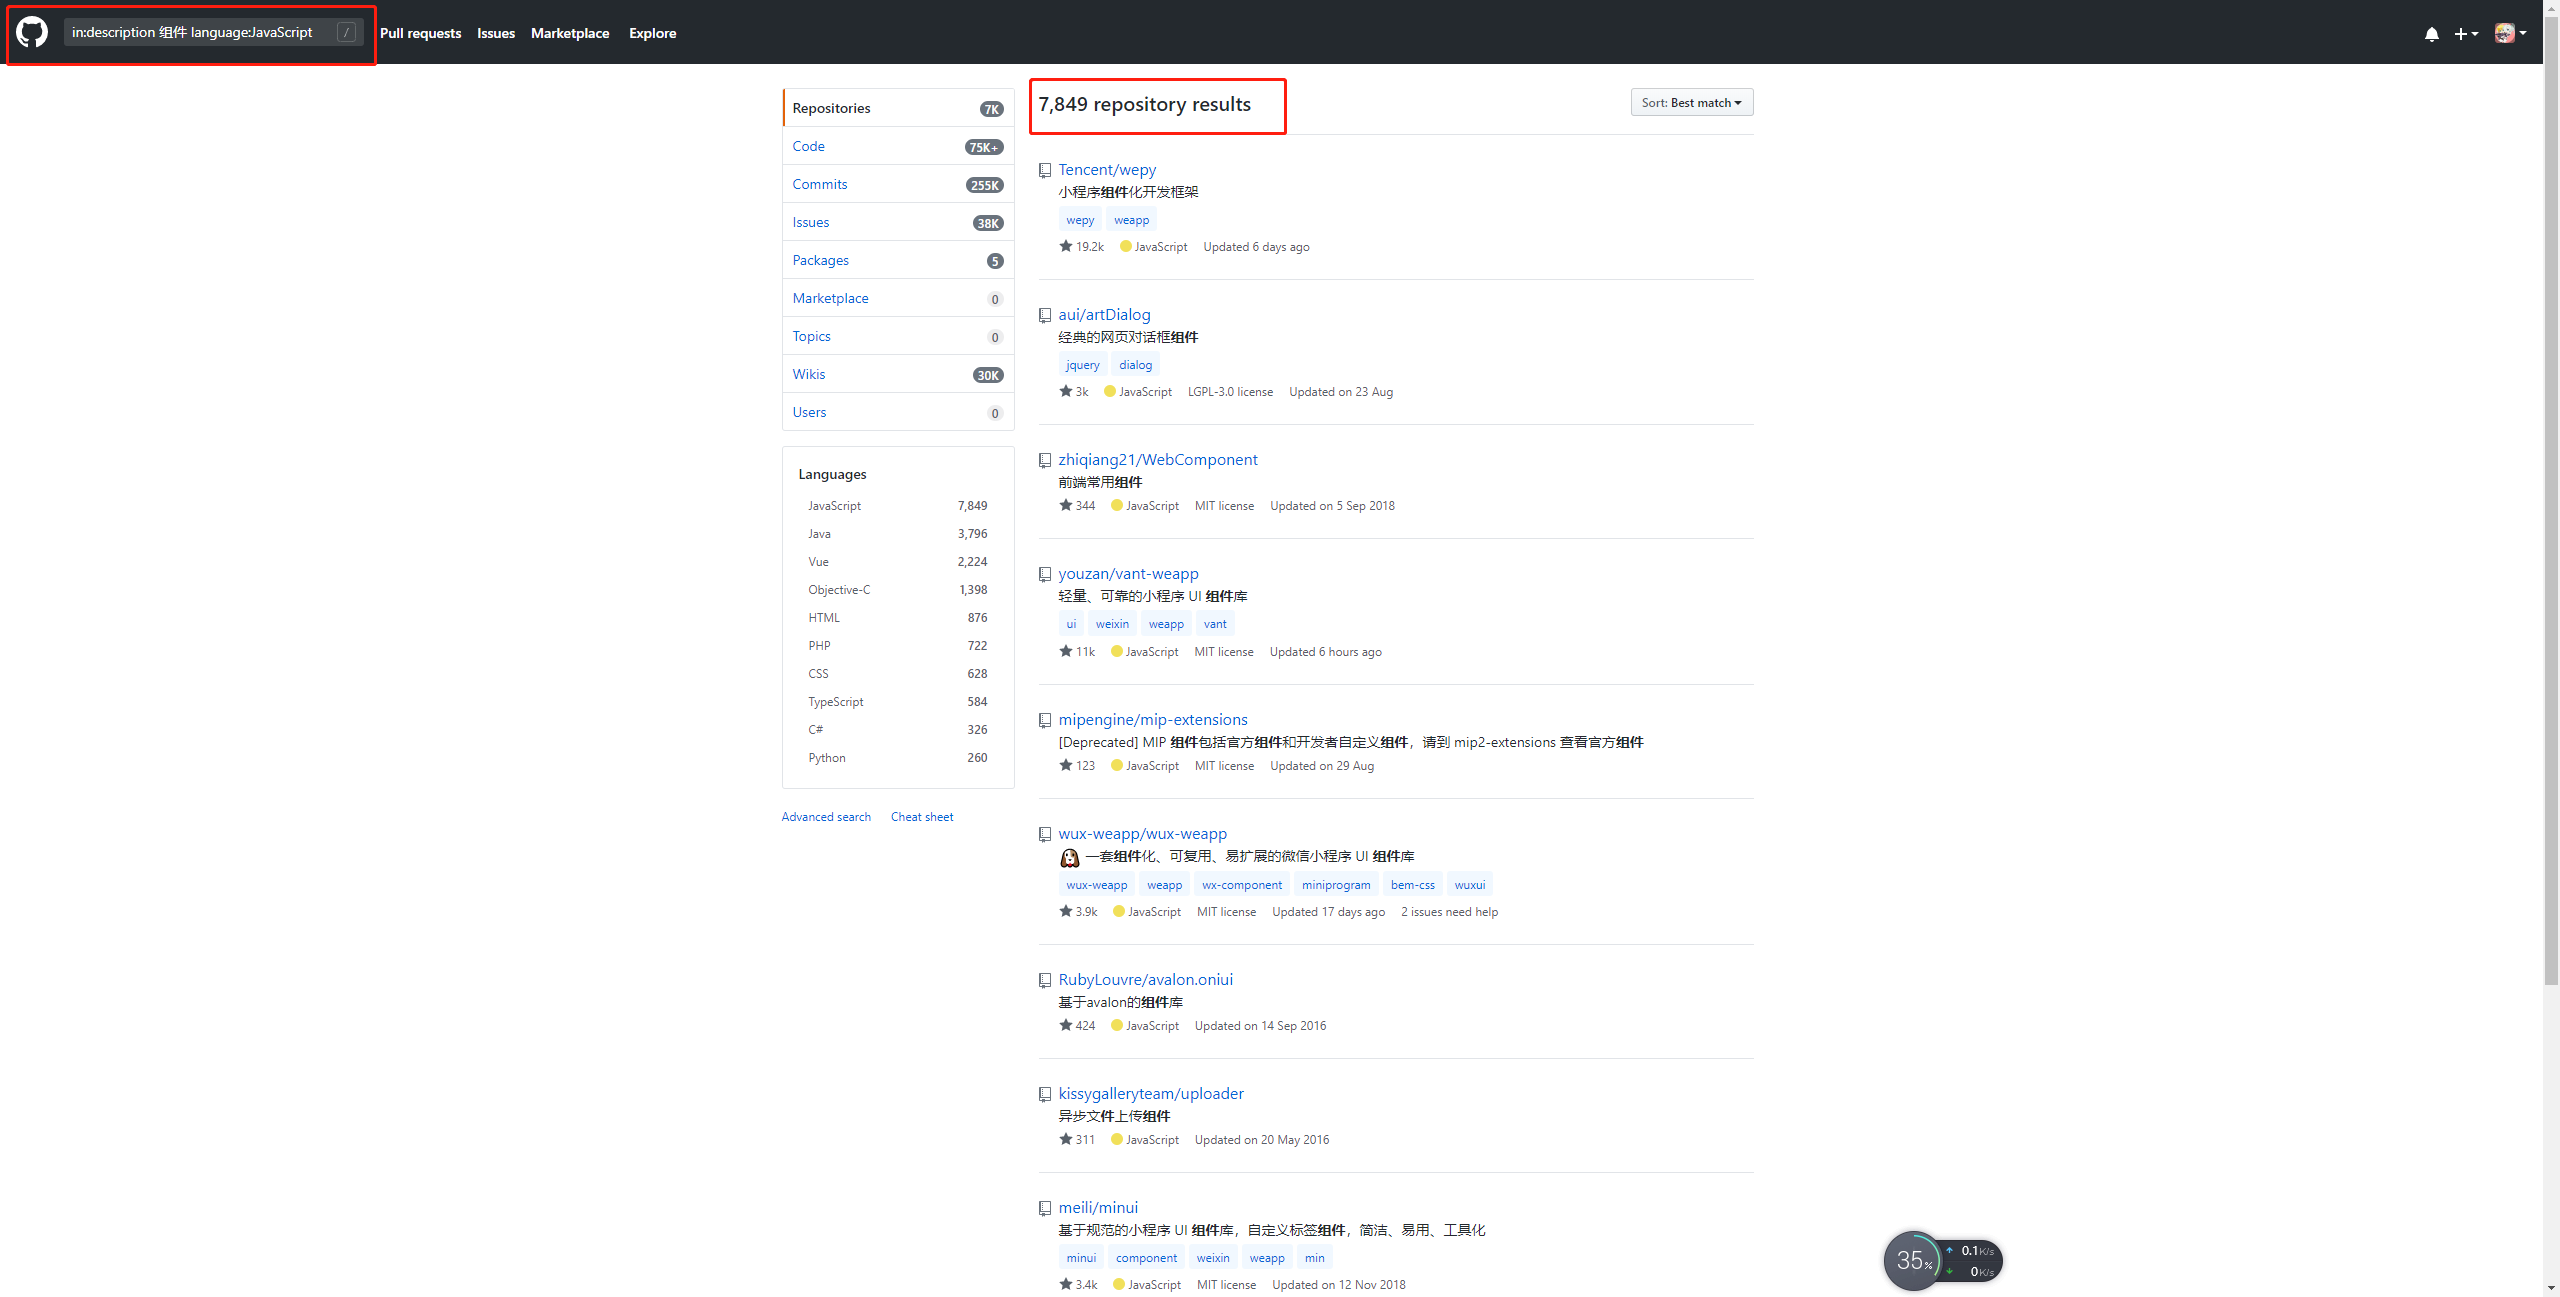 in:description 组件 language:JavaScript /
Pull requests Issues Marketplace Explore
Repositories 7K
Code 75K+
Commits 255K
Issues 38K
Packages 5
Marketplace 0
Topics 0
Wikis 30K
Users 0
Languages
JavaScript 7,849
Java 3,796
Vue 2,224
Objective-C 1,398
HTML 876
PHP 722
CSS 628
TypeScript 584
C# 326
Python 260
Advanced search Cheat sheet
7,849 repository results
Sort: Best match
Tencent/wepy
小程序组件化开发框架
wepy weapp
19.2k JavaScript Updated 6 days ago
aui/artDialog
经典的网页对话框组件
jquery dialog
3k JavaScript LGPL-3.0 license Updated on 23 Aug
zhiqiang21/WebComponent
前端常用组件
344 JavaScript MIT license Updated on 5 Sep 2018
youzan/vant-weapp
轻量、可靠的小程序 UI 组件库
ui weixin weapp vant
11k JavaScript MIT license Updated 6 hours ago
mipengine/mip-extensions
[Deprecated] MIP 组件包括官方组件和开发者自定义组件，请到 mip2-extensions 查看官方组件
123 JavaScript MIT license Updated on 29 Aug
wux-weapp/wux-weapp
一套组件化、可复用、易扩展的微信小程序 UI 组件库
wux-weapp weapp wx-component miniprogram bem-css wuxui
3.9k JavaScript MIT license Updated 17 days ago 2 issues need help
RubyLouvre/avalon.oniui
基于avalon的组件库
424 JavaScript Updated on 14 Sep 2016
kissygalleryteam/uploader
异步文件上传组件
311 JavaScript Updated on 20 May 2016
meili/minui
基于规范的小程序 UI 组件库，自定义标签组件，简洁、易用、工具化
minui component weixin weapp min
3.4k JavaScript MIT license Updated on 12 Nov 2018
35%
0.1K/s
0K/s